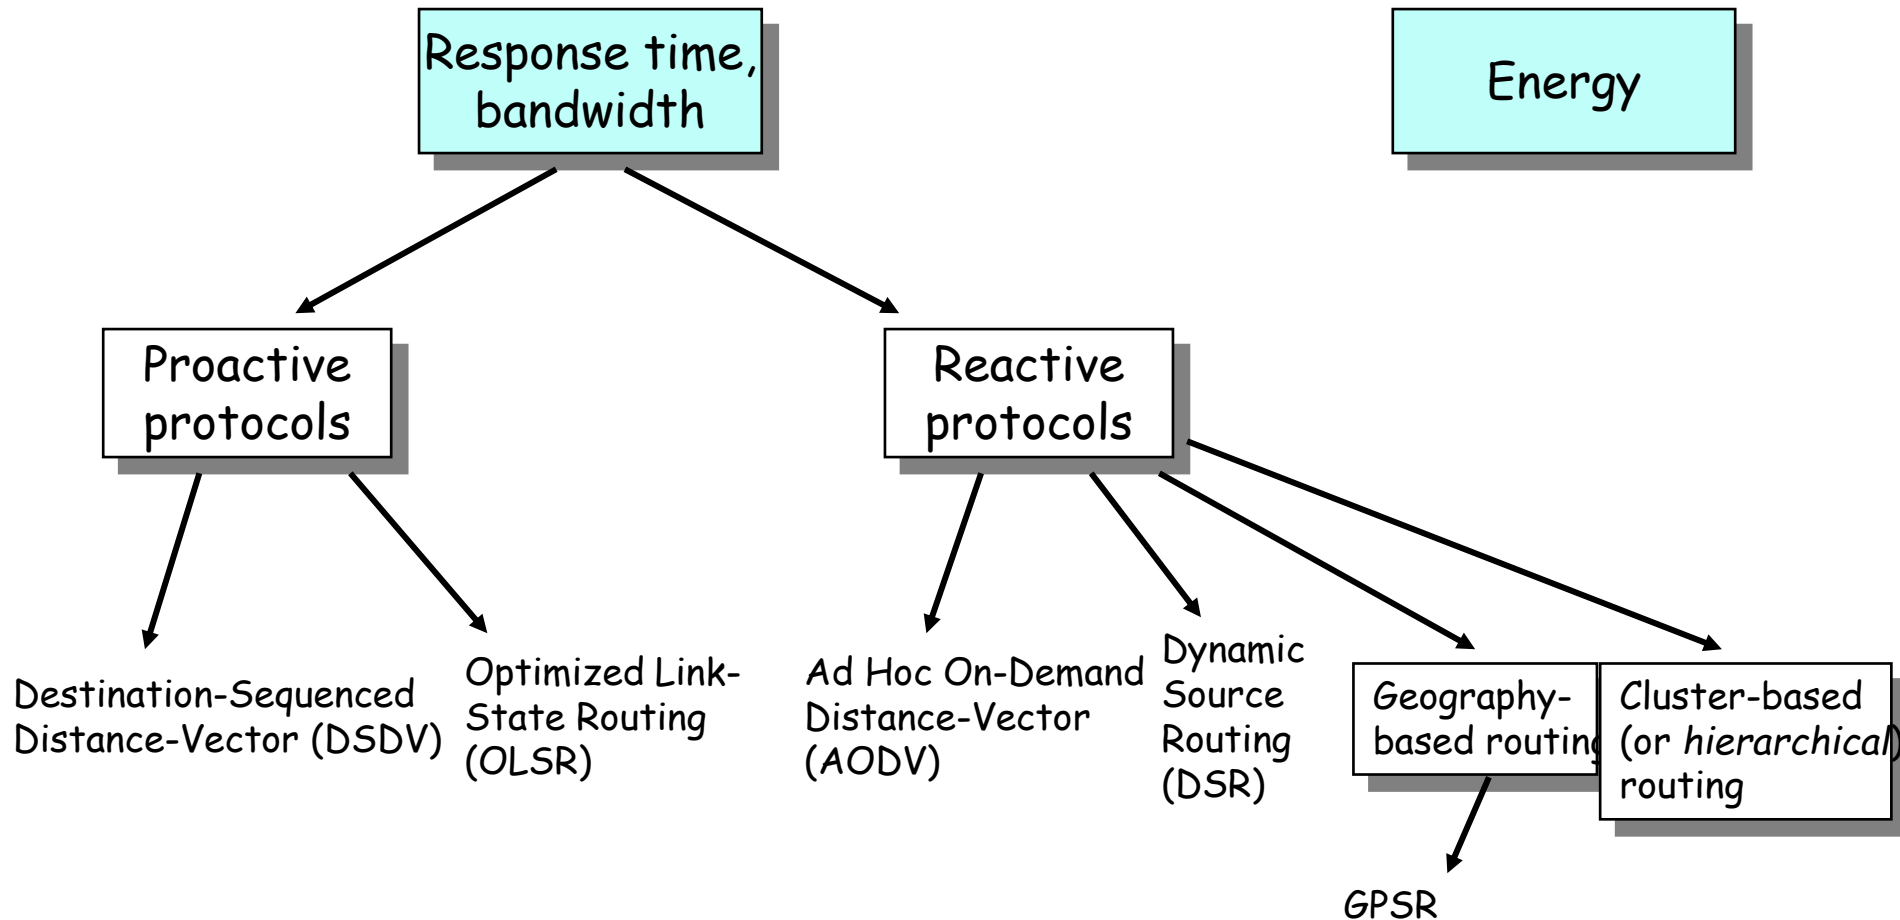 Response time,
bandwidth
Energy
Proactive
protocols
Reactive
protocols
Destination-Sequenced
Distance-Vector (DSDV)
Optimized Link-
State Routing
(OLSR)
Ad Hoc On-Demand
Distance-Vector
(AODV)
Dynamic
Source
Routing
(DSR)
Geography-
based routing
Cluster-based
(or hierarchical)
routing
GPSR